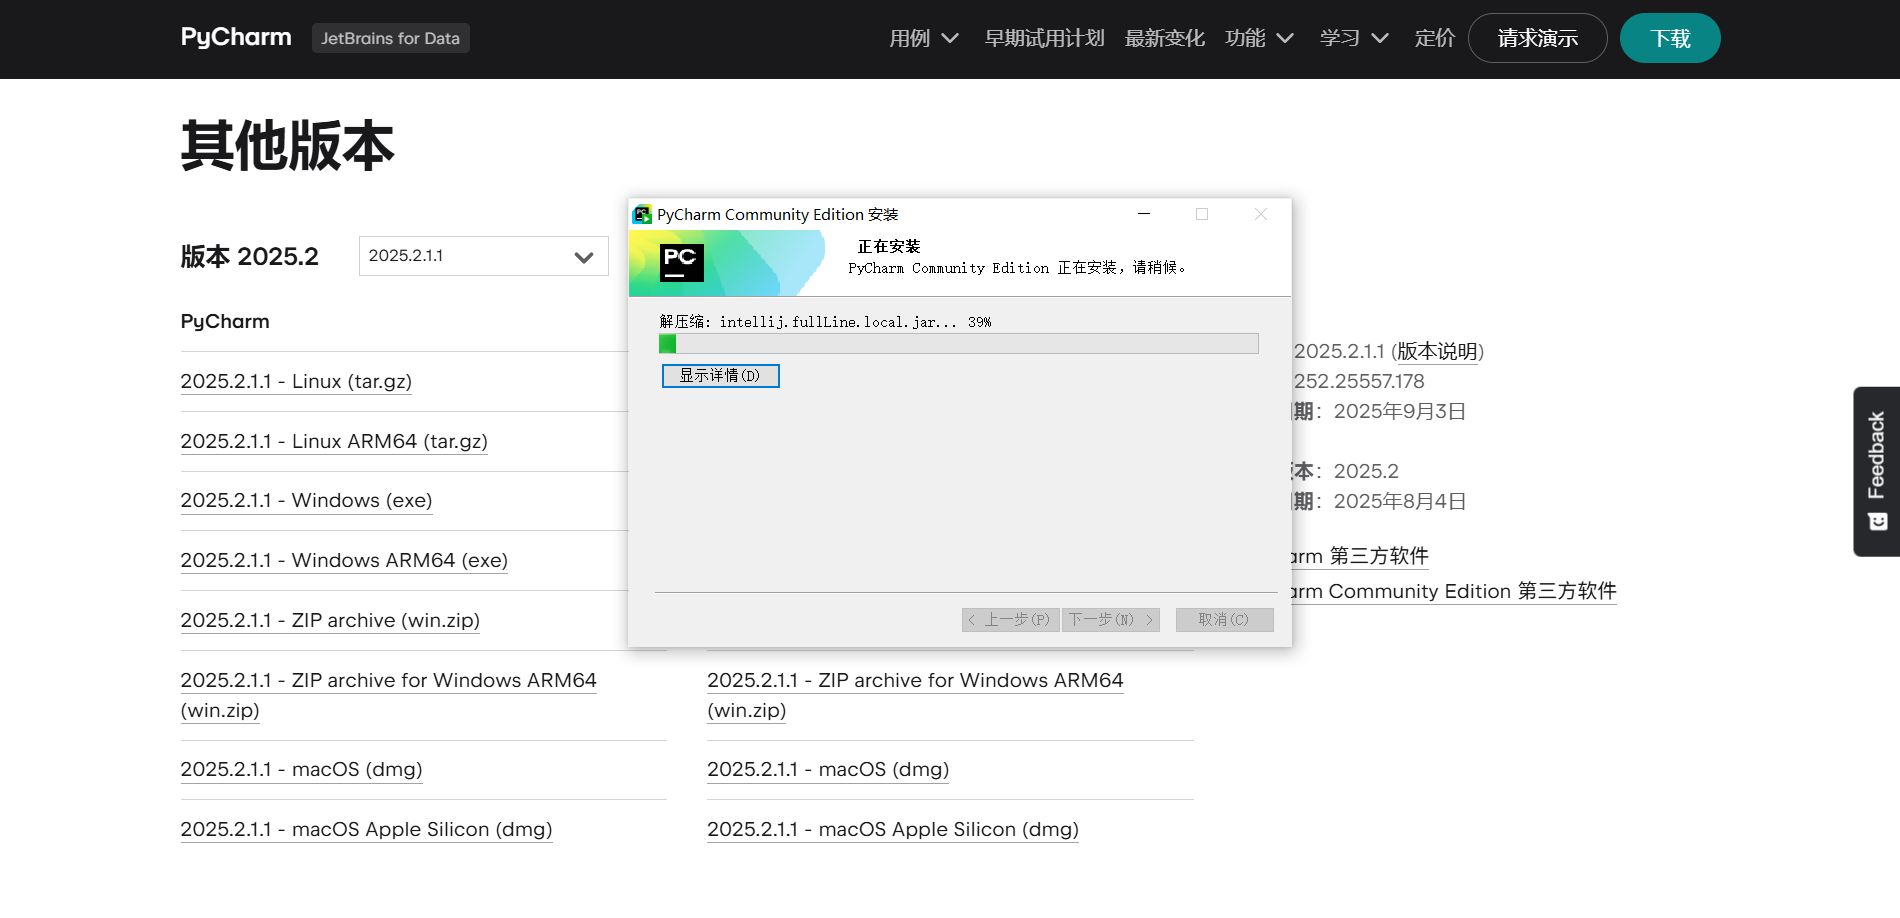 PyCharm JetBrains for Data 用例 早期试用计划 最新变化 功能 学习 定价 请求演示 下载
其他版本
版本 2025.2 2025.2.1.1
PyCharm
2025.2.1.1 - Linux (tar.gz)
2025.2.1.1 - Linux ARM64 (tar.gz)
2025.2.1.1 - Windows (exe)
2025.2.1.1 - Windows ARM64 (exe)
2025.2.1.1 - ZIP archive (win.zip)
2025.2.1.1 - ZIP archive for Windows ARM64
(win.zip)
2025.2.1.1 - macOS (dmg)
2025.2.1.1 - macOS Apple Silicon (dmg)
PyCharm Community Edition 安装
PC
正在安装
PyCharm Community Edition 正在安装，请稍候。
解压缩: intellij.fullLine.local.jar... 39%
显示详情(D)
< 上一步(P) 下一步(N) > 取消(C)
2025.2.1.1 - ZIP archive for Windows ARM64
(win.zip)
2025.2.1.1 - macOS (dmg)
2025.2.1.1 - macOS Apple Silicon (dmg)
2025.2.1.1 (版本说明)
252.25557.178
期：2025年9月3日
本：2025.2
期：2025年8月4日
arm 第三方软件
arm Community Edition 第三方软件
Feedback